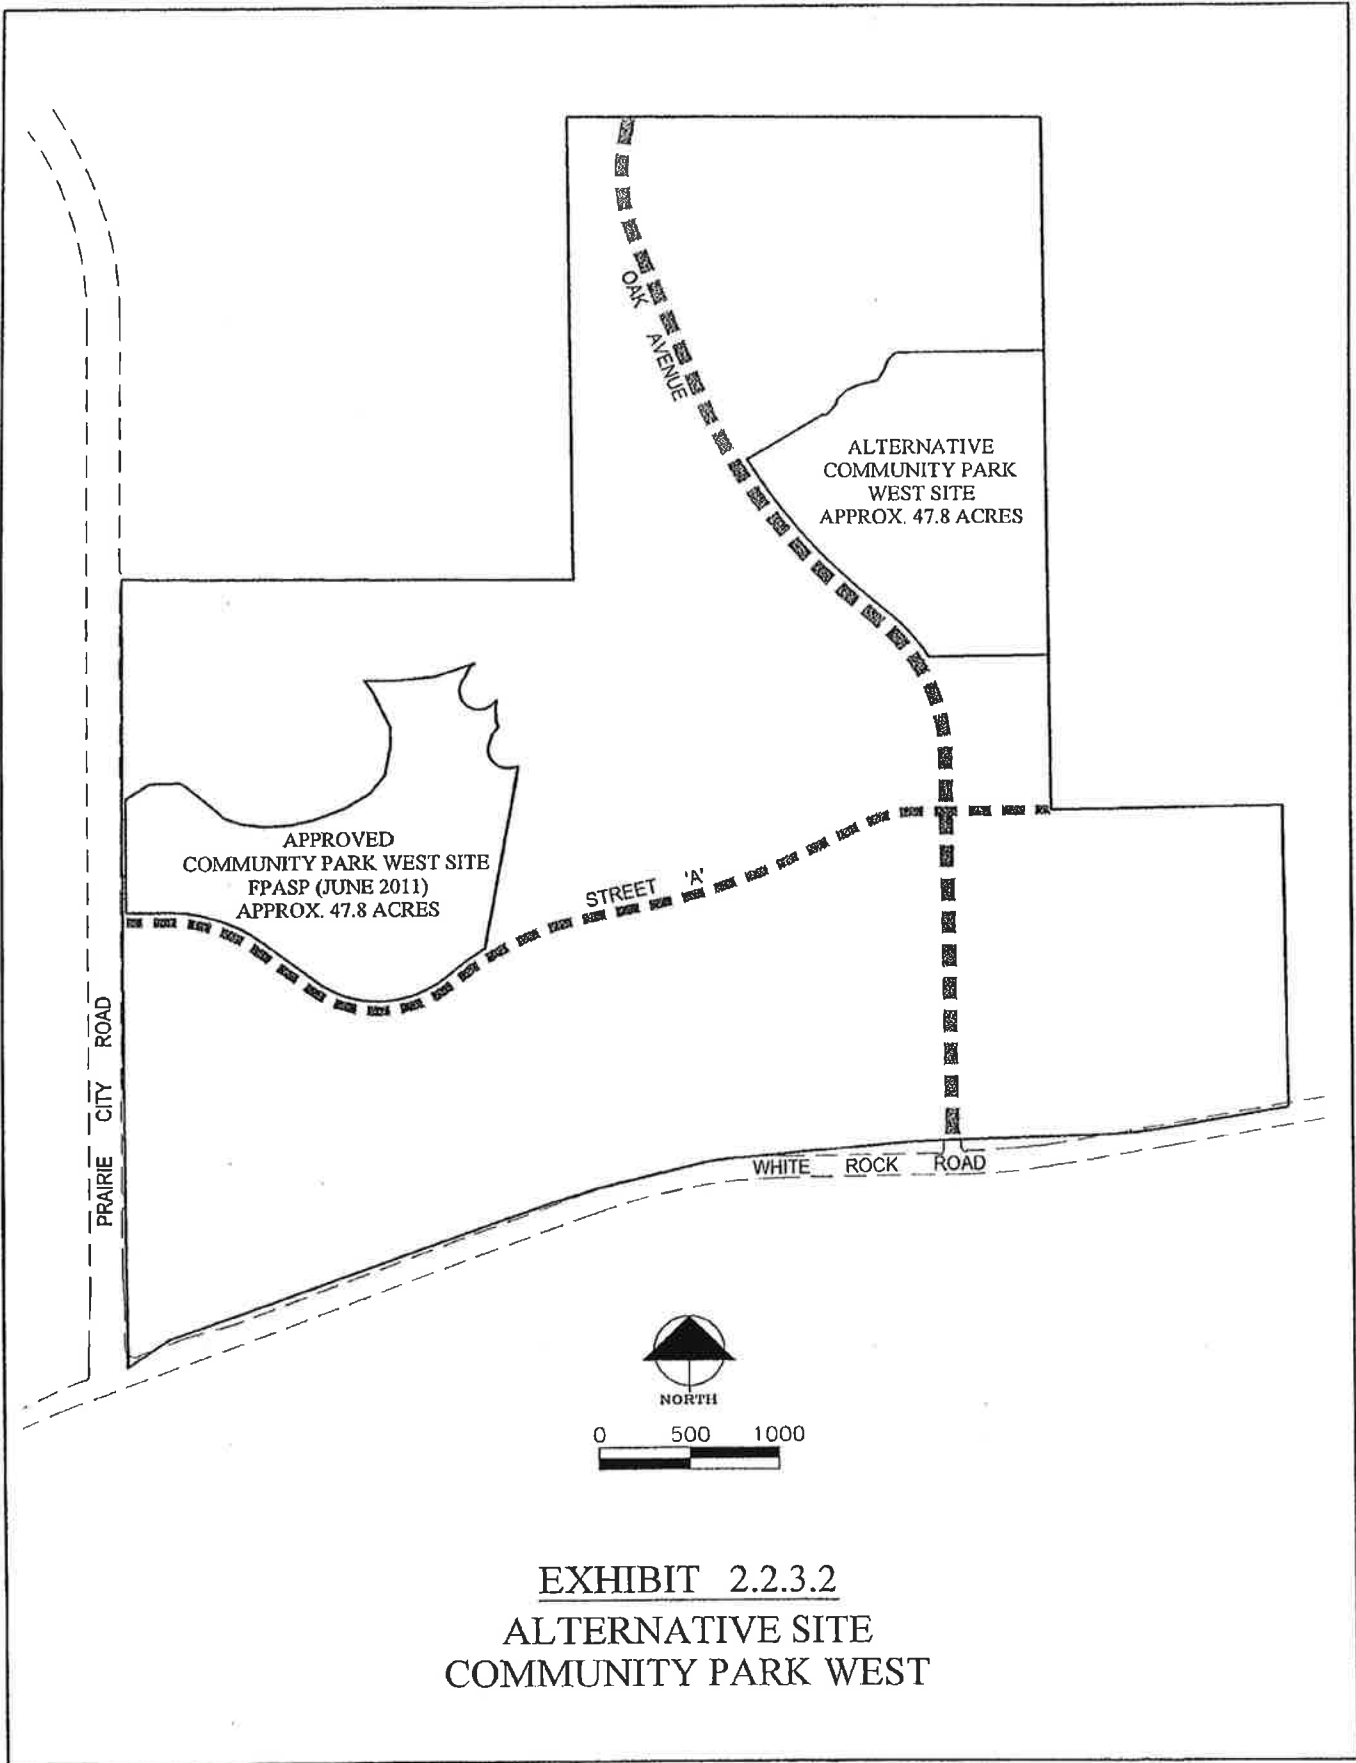 OAK AVENUE
ALTERNATIVE
COMMUNITY PARK
WEST SITE
APPROX. 47.8 ACRES
APPROVED
COMMUNITY PARK WEST SITE
FPASP (JUNE 2011)
APPROX. 47.8 ACRES
STREET 'A'
PRAIRIE CITY ROAD
WHITE ROCK ROAD
NORTH
0 500 1000
EXHIBIT 2.2.3.2
ALTERNATIVE SITE
COMMUNITY PARK WEST